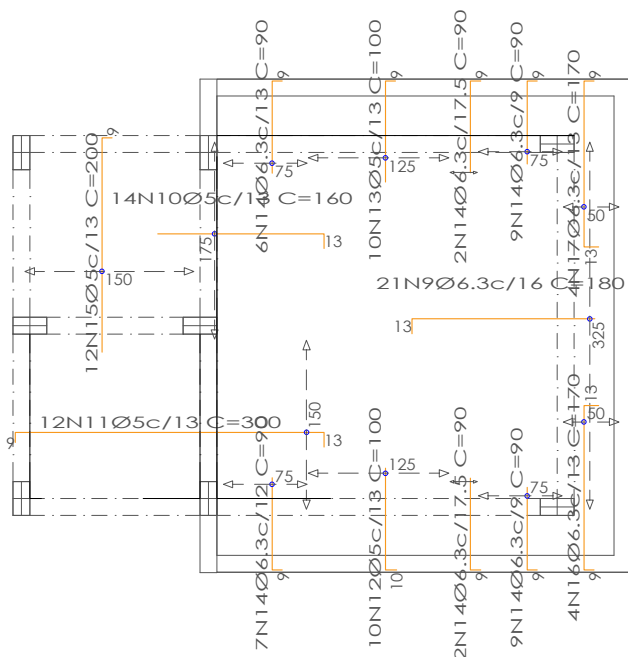 6N14Ø6.3c/13 C=90
9
75
10N13Ø5c/13 C=100
9
125
2N14Ø6.3c/17.5 C=90
9
9N14Ø6.3c/9 C=90
9
75
4N17Ø6.3c/13 C=170
9
50
13
12N15Ø5c/13 C=200
9
150
14N10Ø5c/13 C=160
175
13
21N9Ø6.3c/16 C=180
13
325
12N11Ø5c/13 C=300
9
13
150
7N14Ø6.3c/12 C=90
75
9
10N12Ø5c/13 C=100
125
10
2N14Ø6.3c/17.5 C=90
9
9N14Ø6.3c/9 C=90
75
9
4N16Ø6.3c/13 C=170
13
50
9